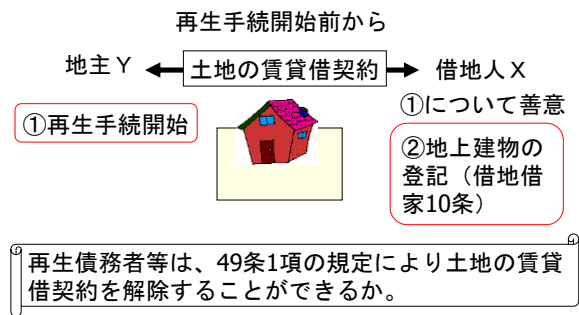 再生手続開始前から
地主Y
土地の賃貸借契約
借地人X
①再生手続開始
①について善意
②地上建物の
登記（借地借
家10条）
再生債務者等は、49条1項の規定により土地の賃貸
借契約を解除することができるか。